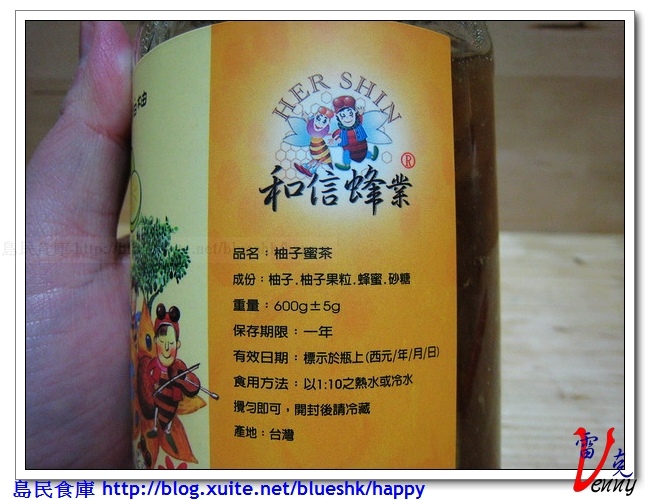 HER SHIN
®
和信蜂業
品名：柚子蜜茶
成份：柚子.柚子果粒.蜂蜜.砂糖
重量：600g±5g
保存期限：一年
有效日期：標示於瓶上(西元/年/月/日)
食用方法：以1:10之熱水或冷水
攪勻即可，開封後請冷藏
產地：台灣
雷克
Venny
島民食庫 http://blog.xuite.net/blueshk/happy